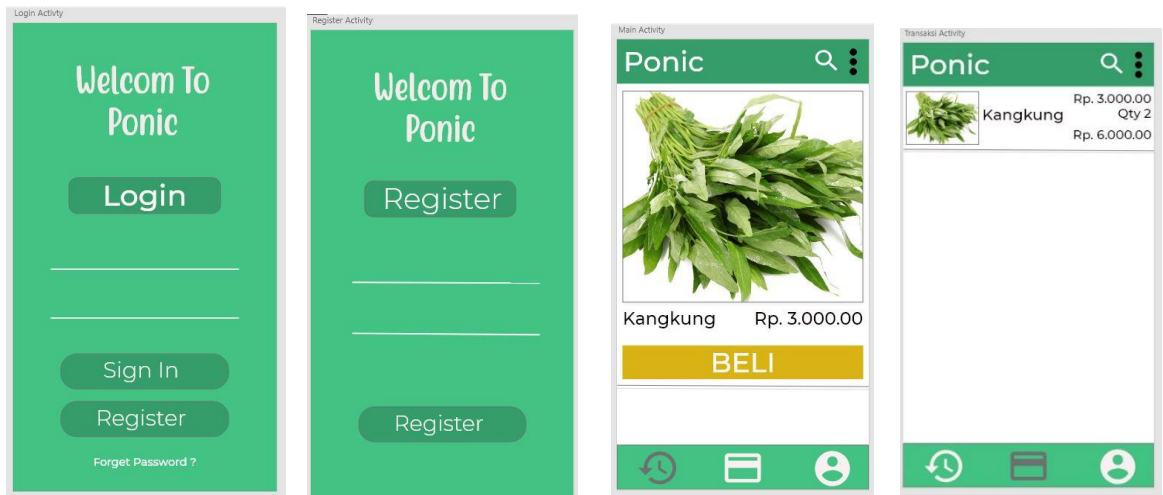 Login Activty
Welcom To
Ponic
Login
Sign In
Register
Forget Password ?
Register Activity
Welcom To
Ponic
Register
Register
Main Activity
Ponic
Kangkung Rp. 3.000.00
BELI
Transaksi Activity
Ponic
Rp. 3.000.00
Kangkung Qty 2
Rp. 6.000.00